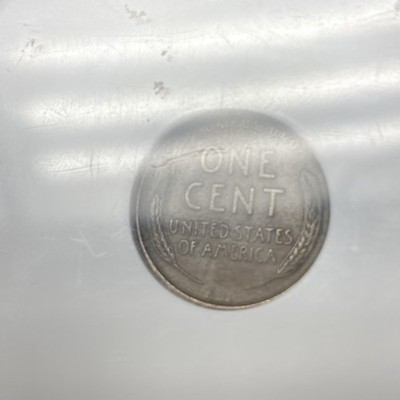 ONE
CENT
UNITED STATES
OF AMERICA